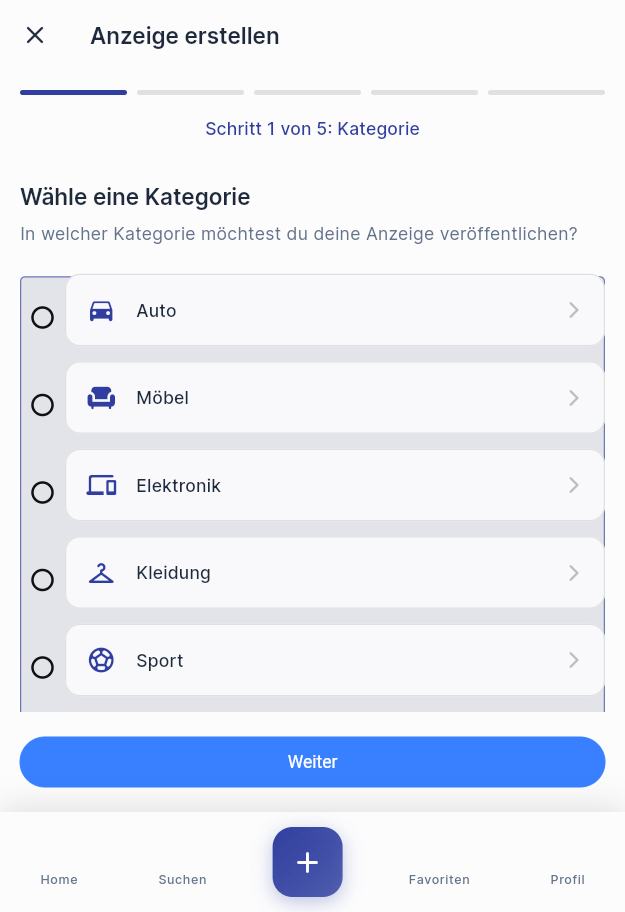 Anzeige erstellen
Schritt 1 von 5: Kategorie
Wähle eine Kategorie
In welcher Kategorie möchtest du deine Anzeige veröffentlichen?
Auto
Möbel
Elektronik
Kleidung
Sport
Weiter
Home
Suchen
Favoriten
Profil